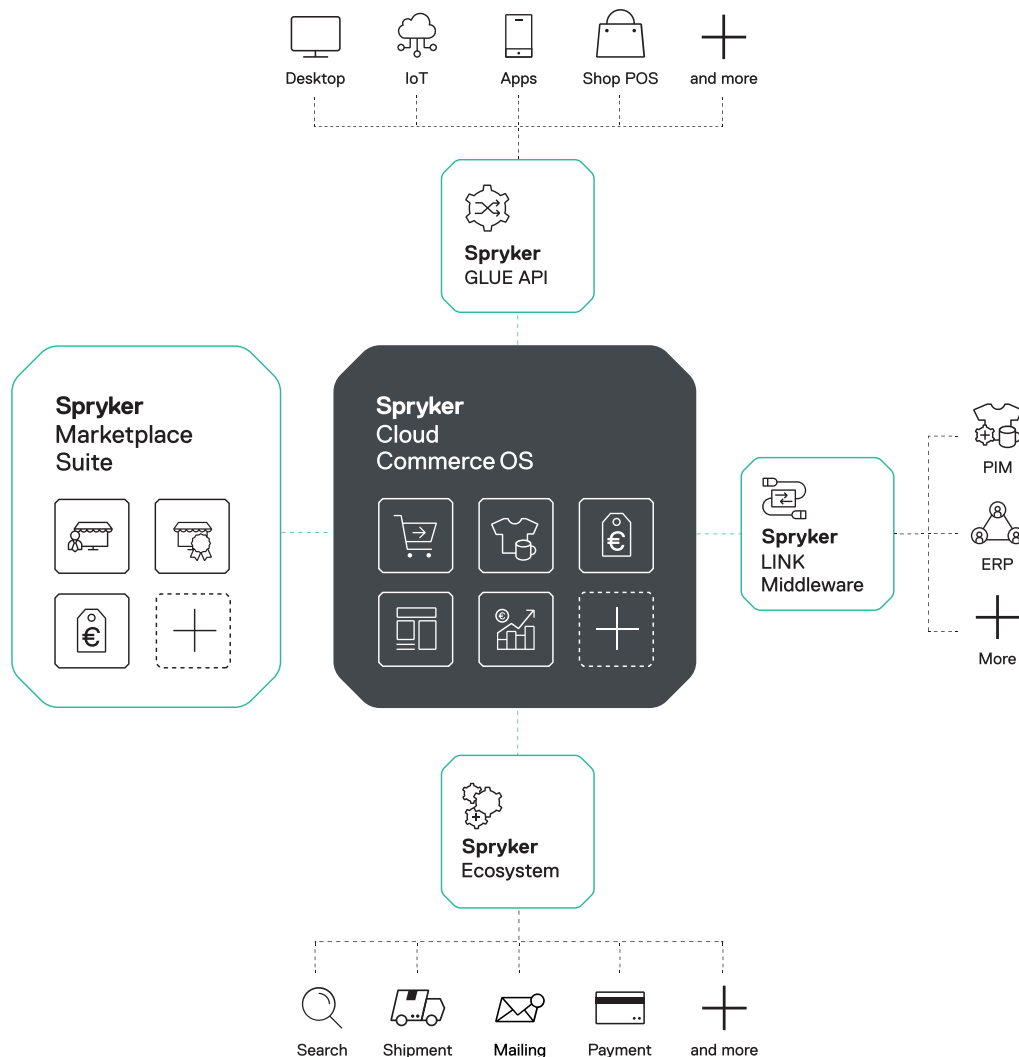 Desktop
IoT
Apps
Shop POS
and more
Spryker
GLUE API
Spryker
Marketplace
Suite
€
Spryker
Cloud
Commerce OS
€
€
Spryker
LINK
Middleware
PIM
ERP
More
Spryker
Ecosystem
Search
Shipment
Mailing
Payment
and more